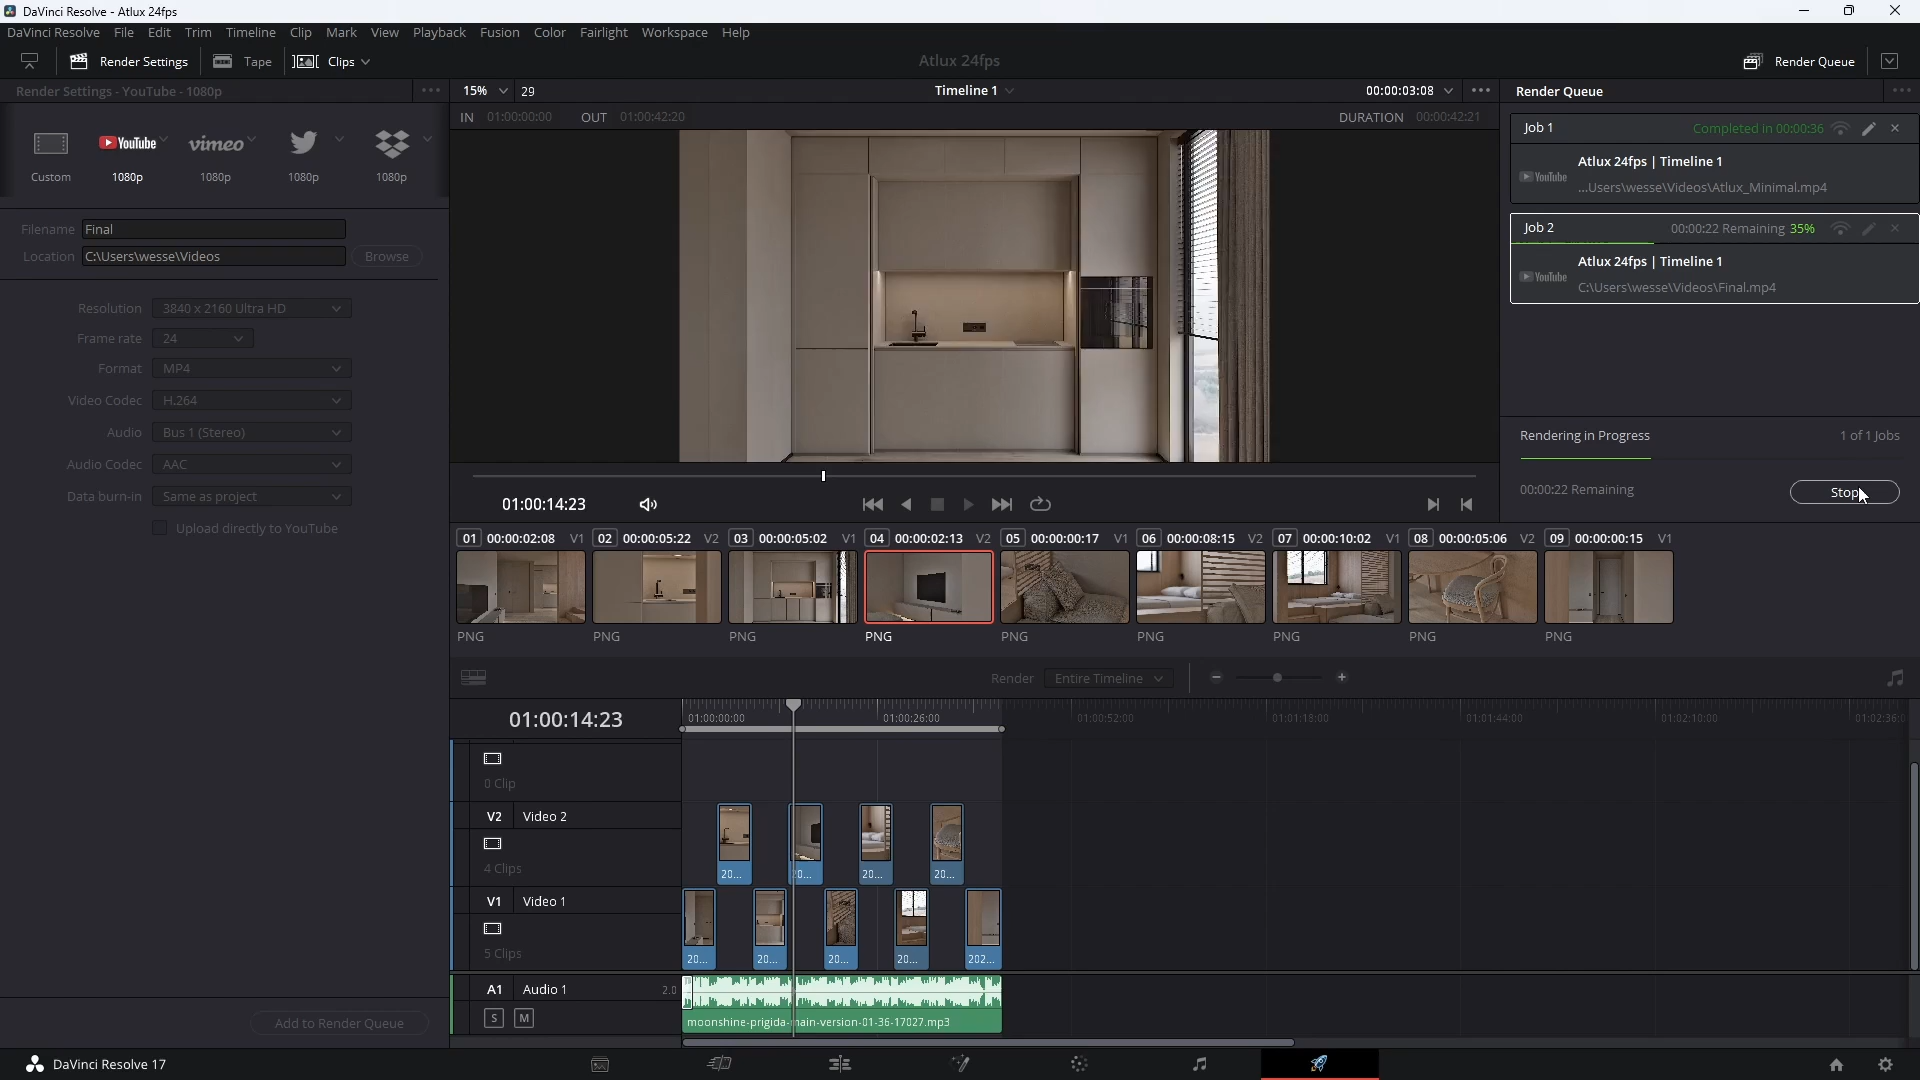 DaVinci Resolve - Atlux 24fps
DaVinci Resolve File Edit Trim Timeline Clip Mark View Playback Fusion Color Fairlight Workspace Help
Render Settings Tape Clips Atlux 24fps Render Queue
Render Settings - YouTube - 1080p 15% 29 Timeline 1 00:00:03:08 Render Queue
IN 01:00:00:00 OUT 01:00:42:20 DURATION 00:00:42:21
Job 1 Completed in 00:00:36
YouTube vimeo
Custom 1080p 1080p 1080p 1080p
Atlux 24fps | Timeline 1
YouTube
...Users\wesse\Videos\Atlux_Minimal.mp4
Filename Final
Location C:\Users\wesse\Videos Browse
Job 2 00:00:22 Remaining 35%
Atlux 24fps | Timeline 1
YouTube
C:\Users\wesse\Videos\Final.mp4
Resolution 3840 x 2160 Ultra HD
Frame rate 24
Format MP4
Video Codec H.264
Audio Bus 1 (Stereo)
Audio Codec AAC
Data burn-in Same as project
Upload directly to YouTube
Rendering in Progress 1 of 1 Jobs
00:00:22 Remaining Stop
01:00:14:23
01 00:00:02:08 V1 02 00:00:05:22 V2 03 00:00:05:02 V1 04 00:00:02:13 V2 05 00:00:00:17 V1 06 00:00:08:15 V2 07 00:00:10:02 V1 08 00:00:05:06 V2 09 00:00:00:15 V1
PNG PNG PNG PNG PNG PNG PNG PNG PNG
Render Entire Timeline
01:00:14:23 01:00:00:00 01:00:26:00 01:00:52:00 01:01:18:00 01:01:44:00 01:02:10:00 01:02:36:0
0 Clip
V2 Video 2
4 Clips 20... 20... 20... 20...
V1 Video 1
5 Clips 20... 20... 20... 20... 202...
A1 Audio 1 2.0
S M moonshine-prigida-main-version-01-36-17027.mp3
Add to Render Queue
DaVinci Resolve 17